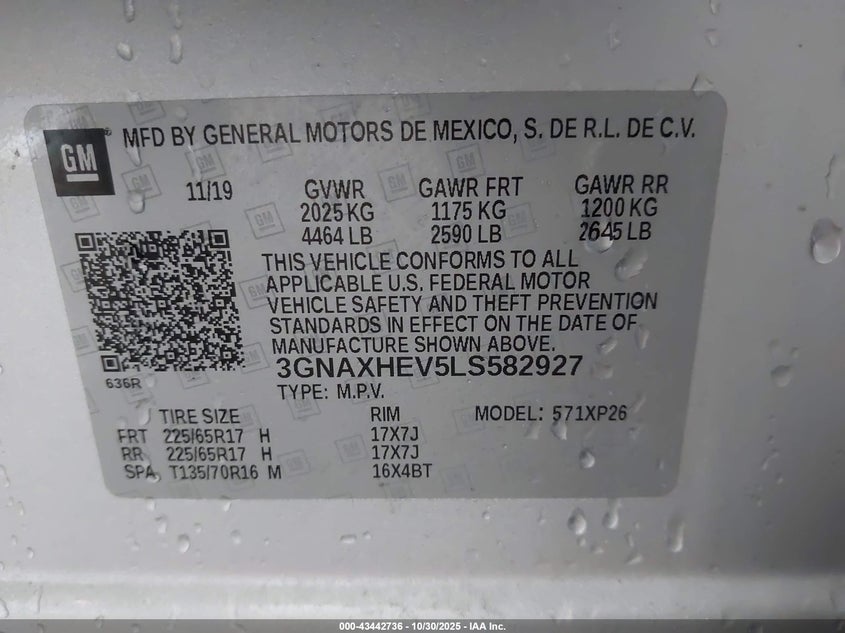 GM ® MFD BY GENERAL MOTORS DE MEXICO, S. DE R.L. DE C.V.
11/19 GVWR GAWR FRT GAWR RR
2025 KG 1175 KG 1200 KG
4464 LB 2590 LB 2645 LB
THIS VEHICLE CONFORMS TO ALL
APPLICABLE U.S. FEDERAL MOTOR
VEHICLE SAFETY AND THEFT PREVENTION
STANDARDS IN EFFECT ON THE DATE OF
MANUFACTURE SHOWN ABOVE.
3GNAXHEV5LS582927
636R
TYPE: M.P.V.
TIRE SIZE RIM MODEL: 571XP26
FRT 225/65R17 H 17X7J
RR 225/65R17 H 17X7J
SPA T135/70R16 M 16X4BT
000-43442736 - 10/30/2025 - IAA Inc.